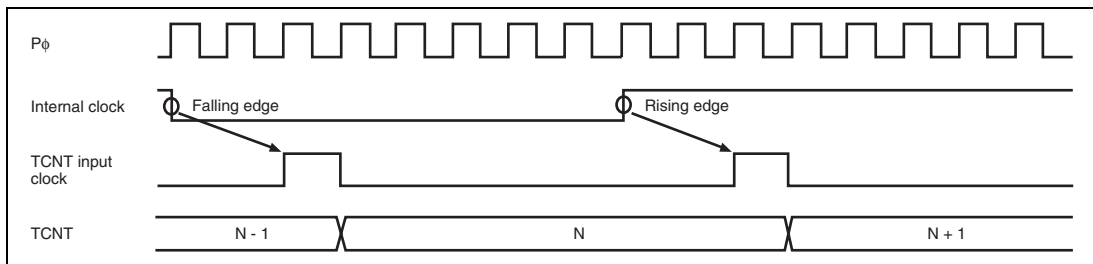 Pϕ
Internal clock
Falling edge
Rising edge
TCNT input
clock
TCNT
N - 1
N
N + 1